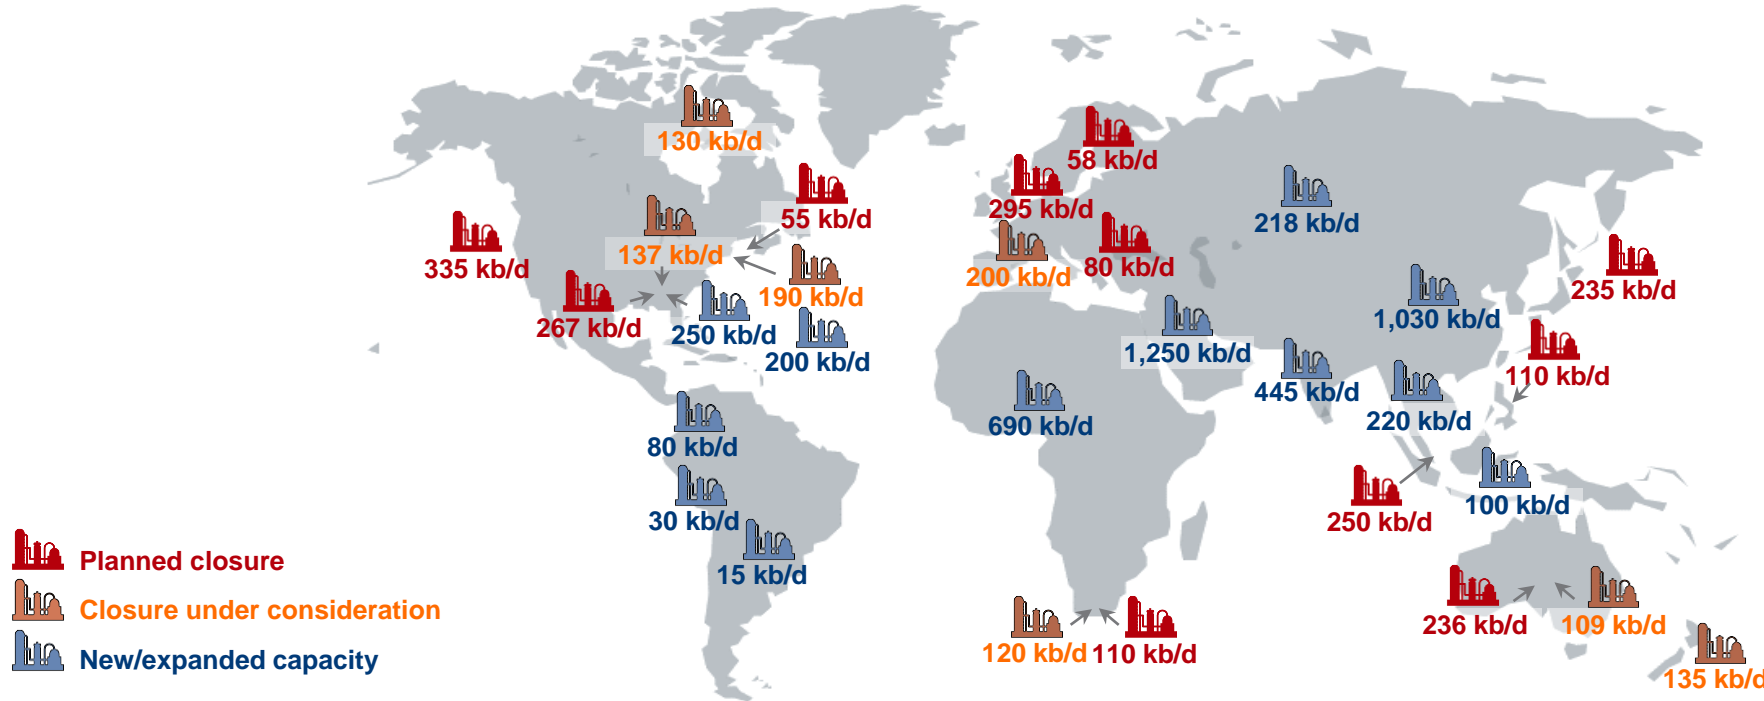 130 kb/d
58 kb/d
295 kb/d
55 kb/d
218 kb/d
335 kb/d
137 kb/d
190 kb/d
200 kb/d
80 kb/d
235 kb/d
267 kb/d
250 kb/d
200 kb/d
1,250 kb/d
1,030 kb/d
445 kb/d
110 kb/d
690 kb/d
220 kb/d
80 kb/d
30 kb/d
15 kb/d
250 kb/d
100 kb/d
120 kb/d
110 kb/d
236 kb/d
109 kb/d
135 kb/d
Planned closure
Closure under consideration
New/expanded capacity